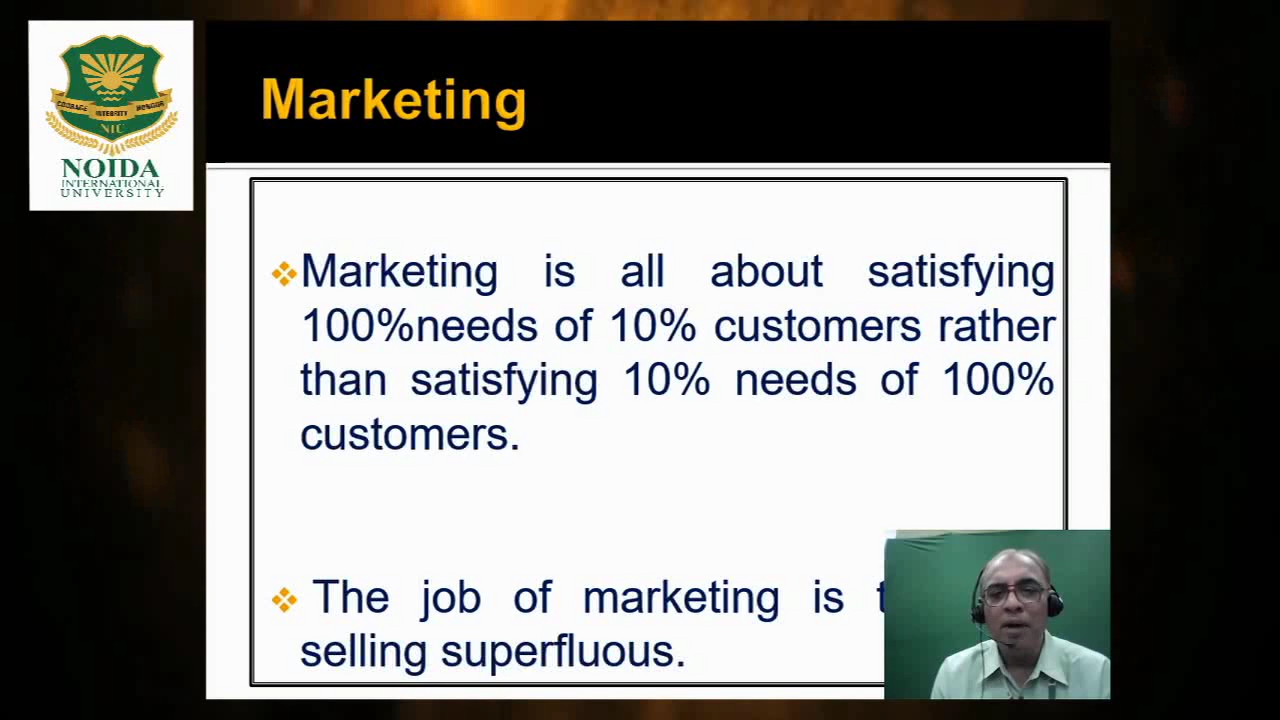 COURAGE INTEGRITY HONOUR
NIU
NOIDA
INTERNATIONAL
UNIVERSITY
Marketing
Marketing is all about satisfying
100%needs of 10% customers rather
than satisfying 10% needs of 100%
customers.
The job of marketing is
selling superfluous.